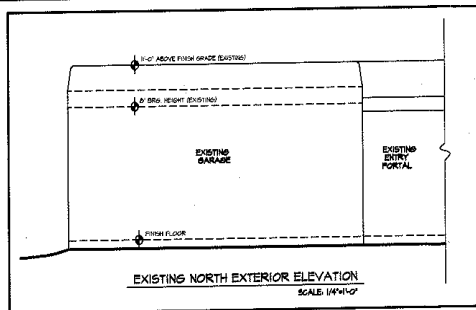 11'-0" ABOVE FINISH GRADE (EXISTING)
8' BRG. HEIGHT (EXISTING)
EXISTING
GARAGE
EXISTING
ENTRY
PORTAL
FINISH FLOOR
EXISTING NORTH EXTERIOR ELEVATION
SCALE: 1/4"=1'-0"